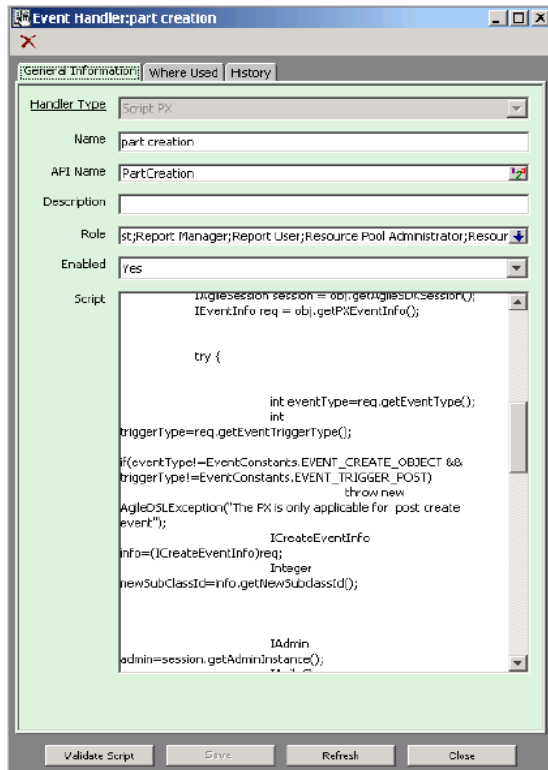 Event Handler:part creation
General Information Where Used History
Handler Type Script PX
Name part creation
API Name PartCreation
Description
Role st;Report Manager;Report User;Resource Pool Administrator;Resour
Enabled Yes
Script
IAgileSession session = obj.getAgileSDKSession();
IEventInfo req = obj.getPXEventInfo();
try {
int eventType=req.getEventType();
int
triggerType=req.getEventTriggerType();
if(eventType!=EventConstants.EVENT_CREATE_OBJECT &&
triggerType!=EventConstants.EVENT_TRIGGER_POST)
throw new
AgileDSLException("The PX is only applicable for post create
event");
ICreateEventInfo
info=(ICreateEventInfo)req;
Integer
newSubClassId=info.getNewSubclassId();
IAdmin
admin=session.getAdminInstance();
Validate Script Save Refresh Close